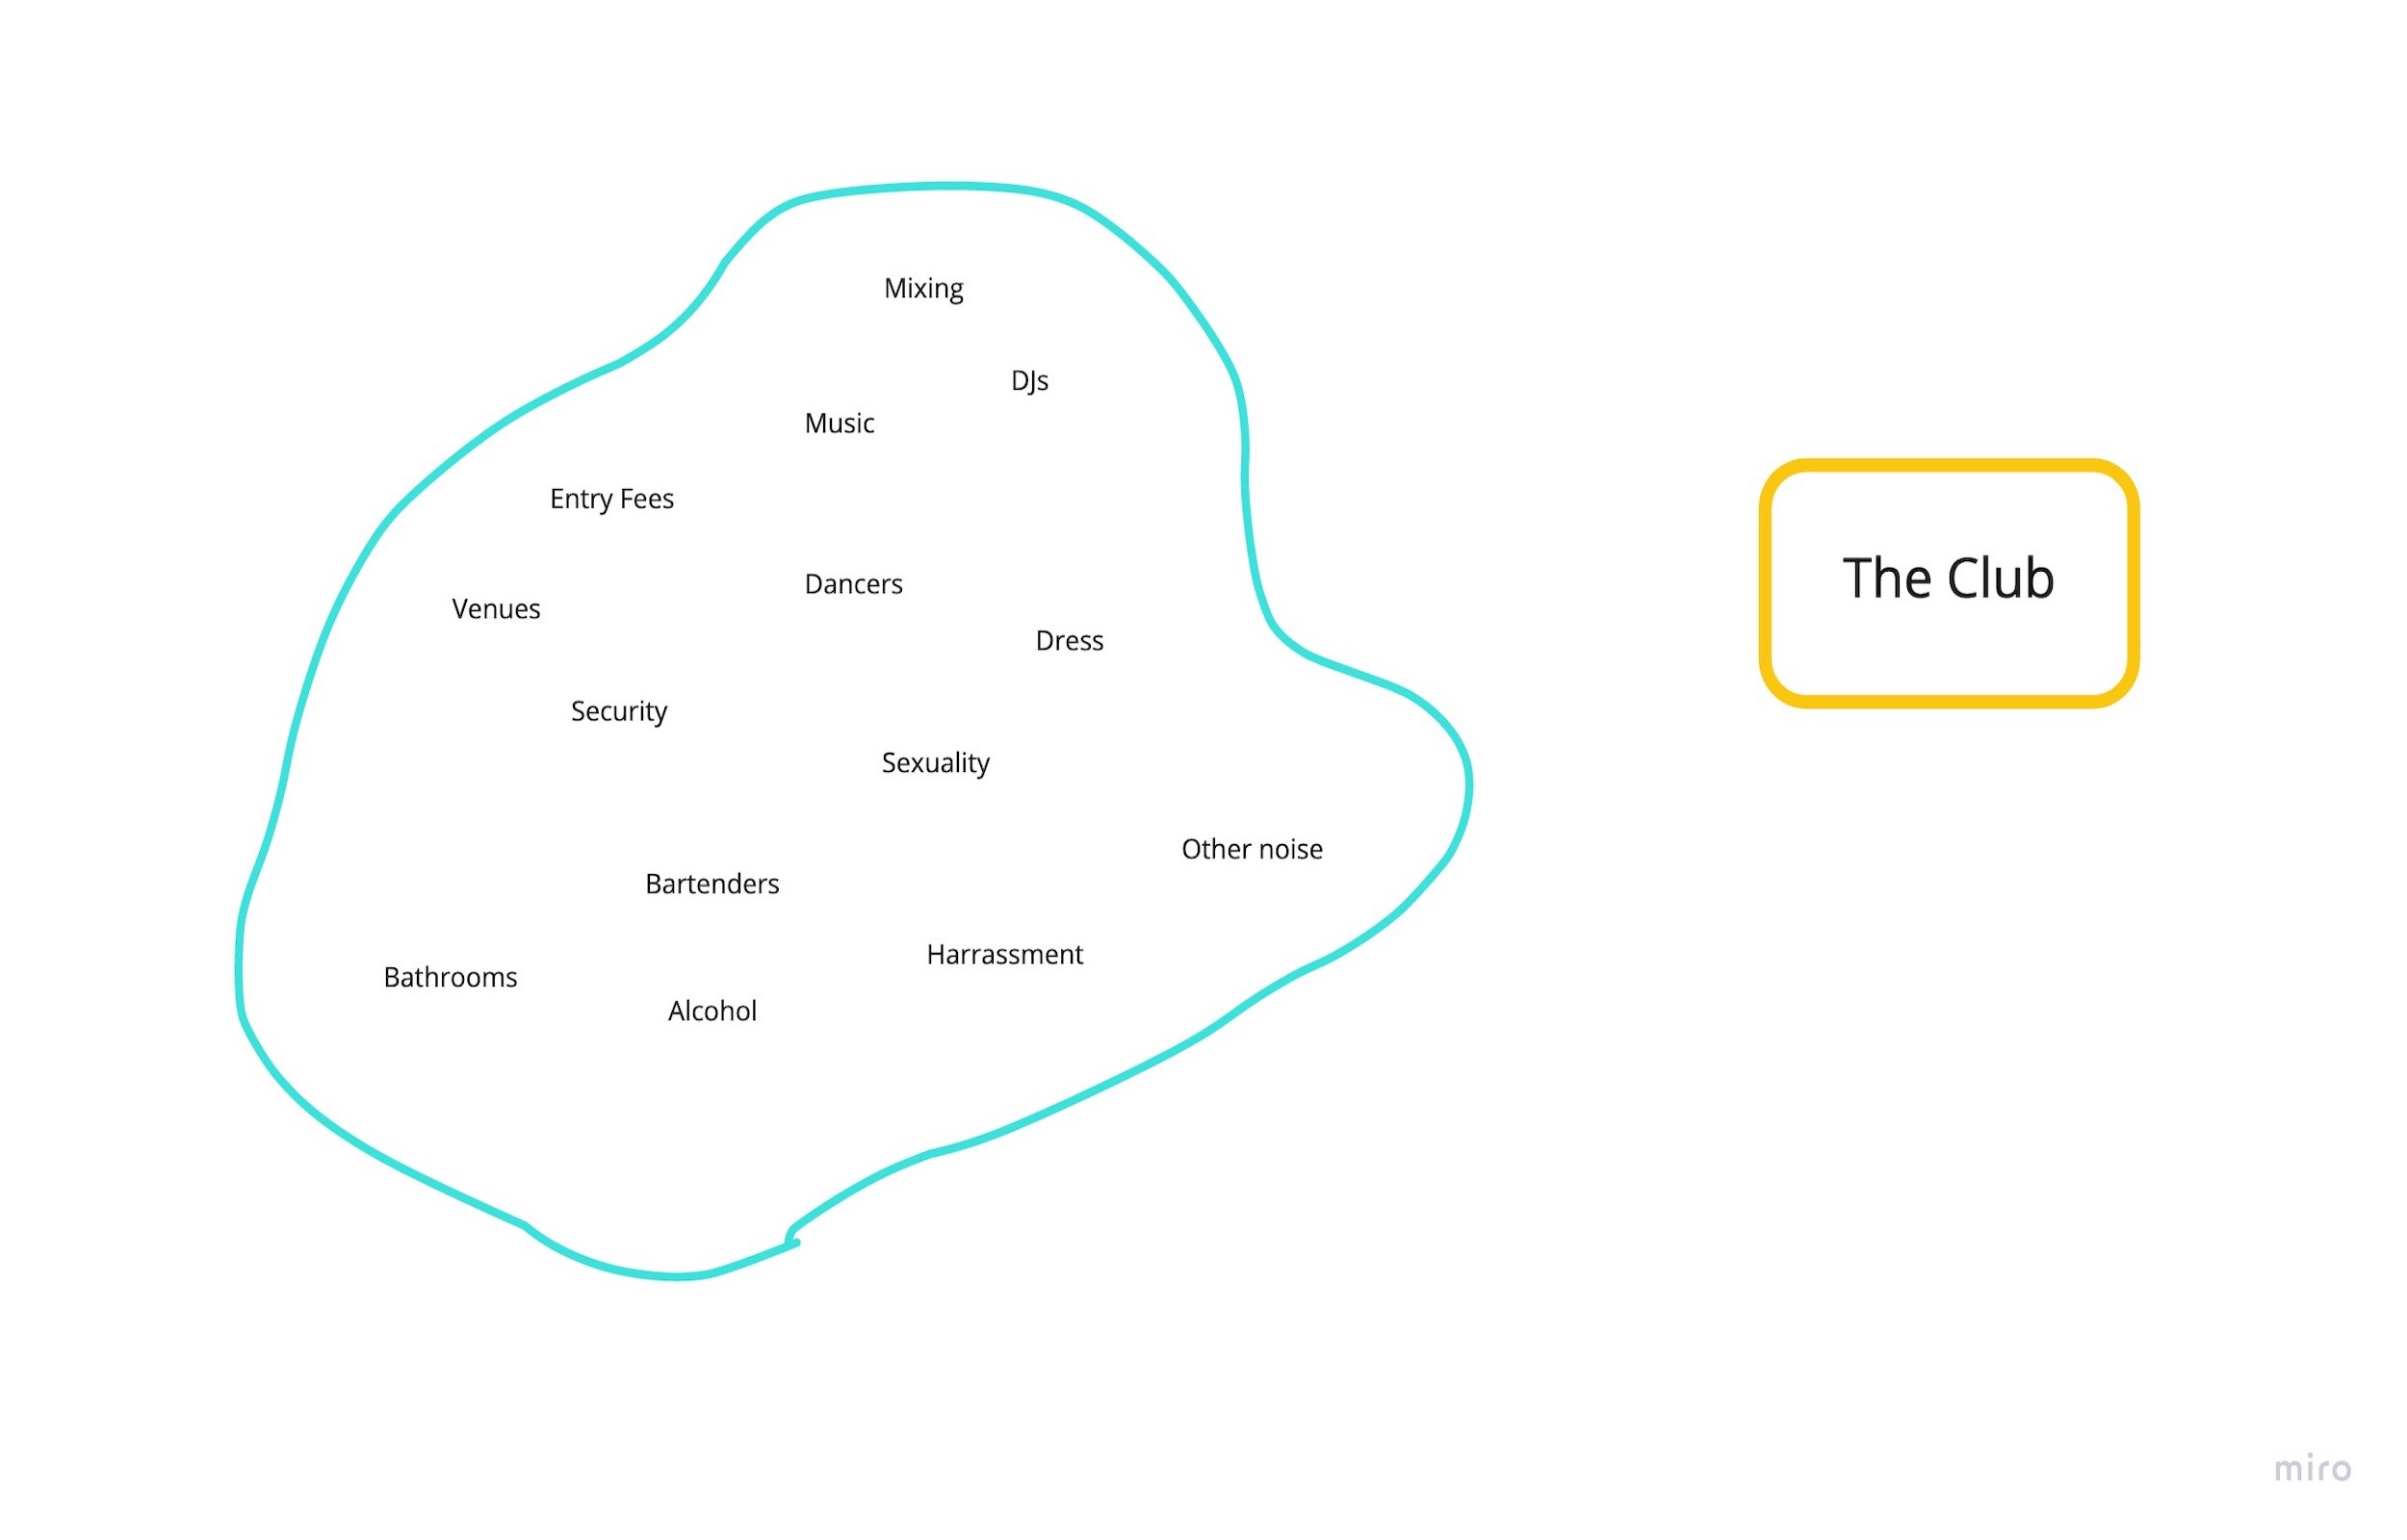 Mixing
DJs
Music
Entry Fees
Dancers
Venues
Dress
Security
Sexuality
Other noise
Bartenders
Harrassment
Bathrooms
Alcohol
The Club
miro